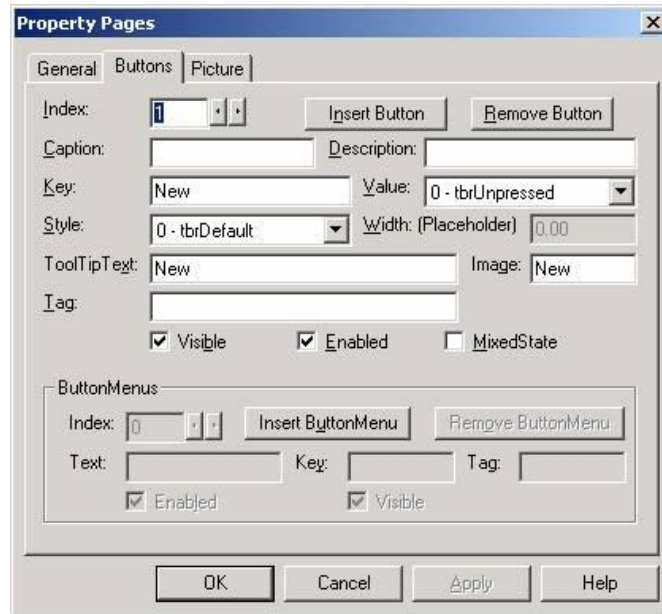 Property Pages
General Buttons Picture
Index: 1 Insert Button Remove Button
Caption: Description:
Key: New Value: 0 - tbrUnpressed
Style: 0 - tbrDefault Width: (Placeholder) 0.00
ToolTipText: New Image: New
Tag:
Visible Enabled MixedState
ButtonMenus
Index: 0 Insert ButtonMenu Remove ButtonMenu
Text: Key: Tag:
Enabled Visible
OK Cancel Apply Help